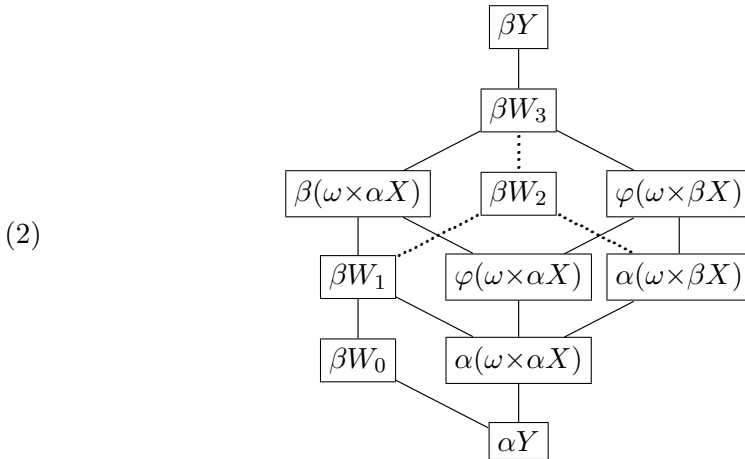 βY
βW₃
β(ω×αX) βW₂ φ(ω×βX)
(2)
βW₁ φ(ω×αX) α(ω×βX)
βW₀ α(ω×αX)
αY